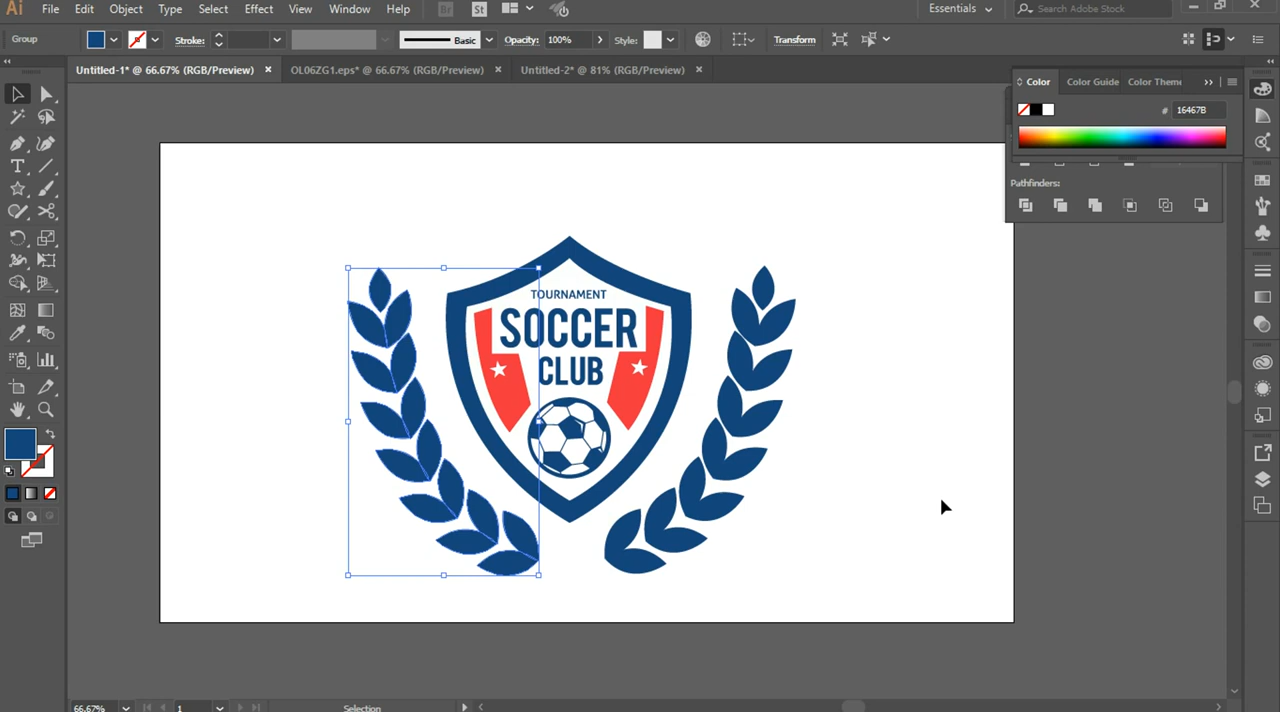 Ai File Edit Object Type Select Effect View Window Help Br St Essentials Search Adobe Stock
Group Stroke: Basic Opacity: 100% Style: Transform
Untitled-1* @ 66.67% (RGB/Preview) × OL06ZG1.eps* @ 66.67% (RGB/Preview) × Untitled-2* @ 81% (RGB/Preview) ×
Color Color Guide Color Theme
# 16467B
Pathfinders:
TOURNAMENT
SOCCER
CLUB
66.67% 1 Selection